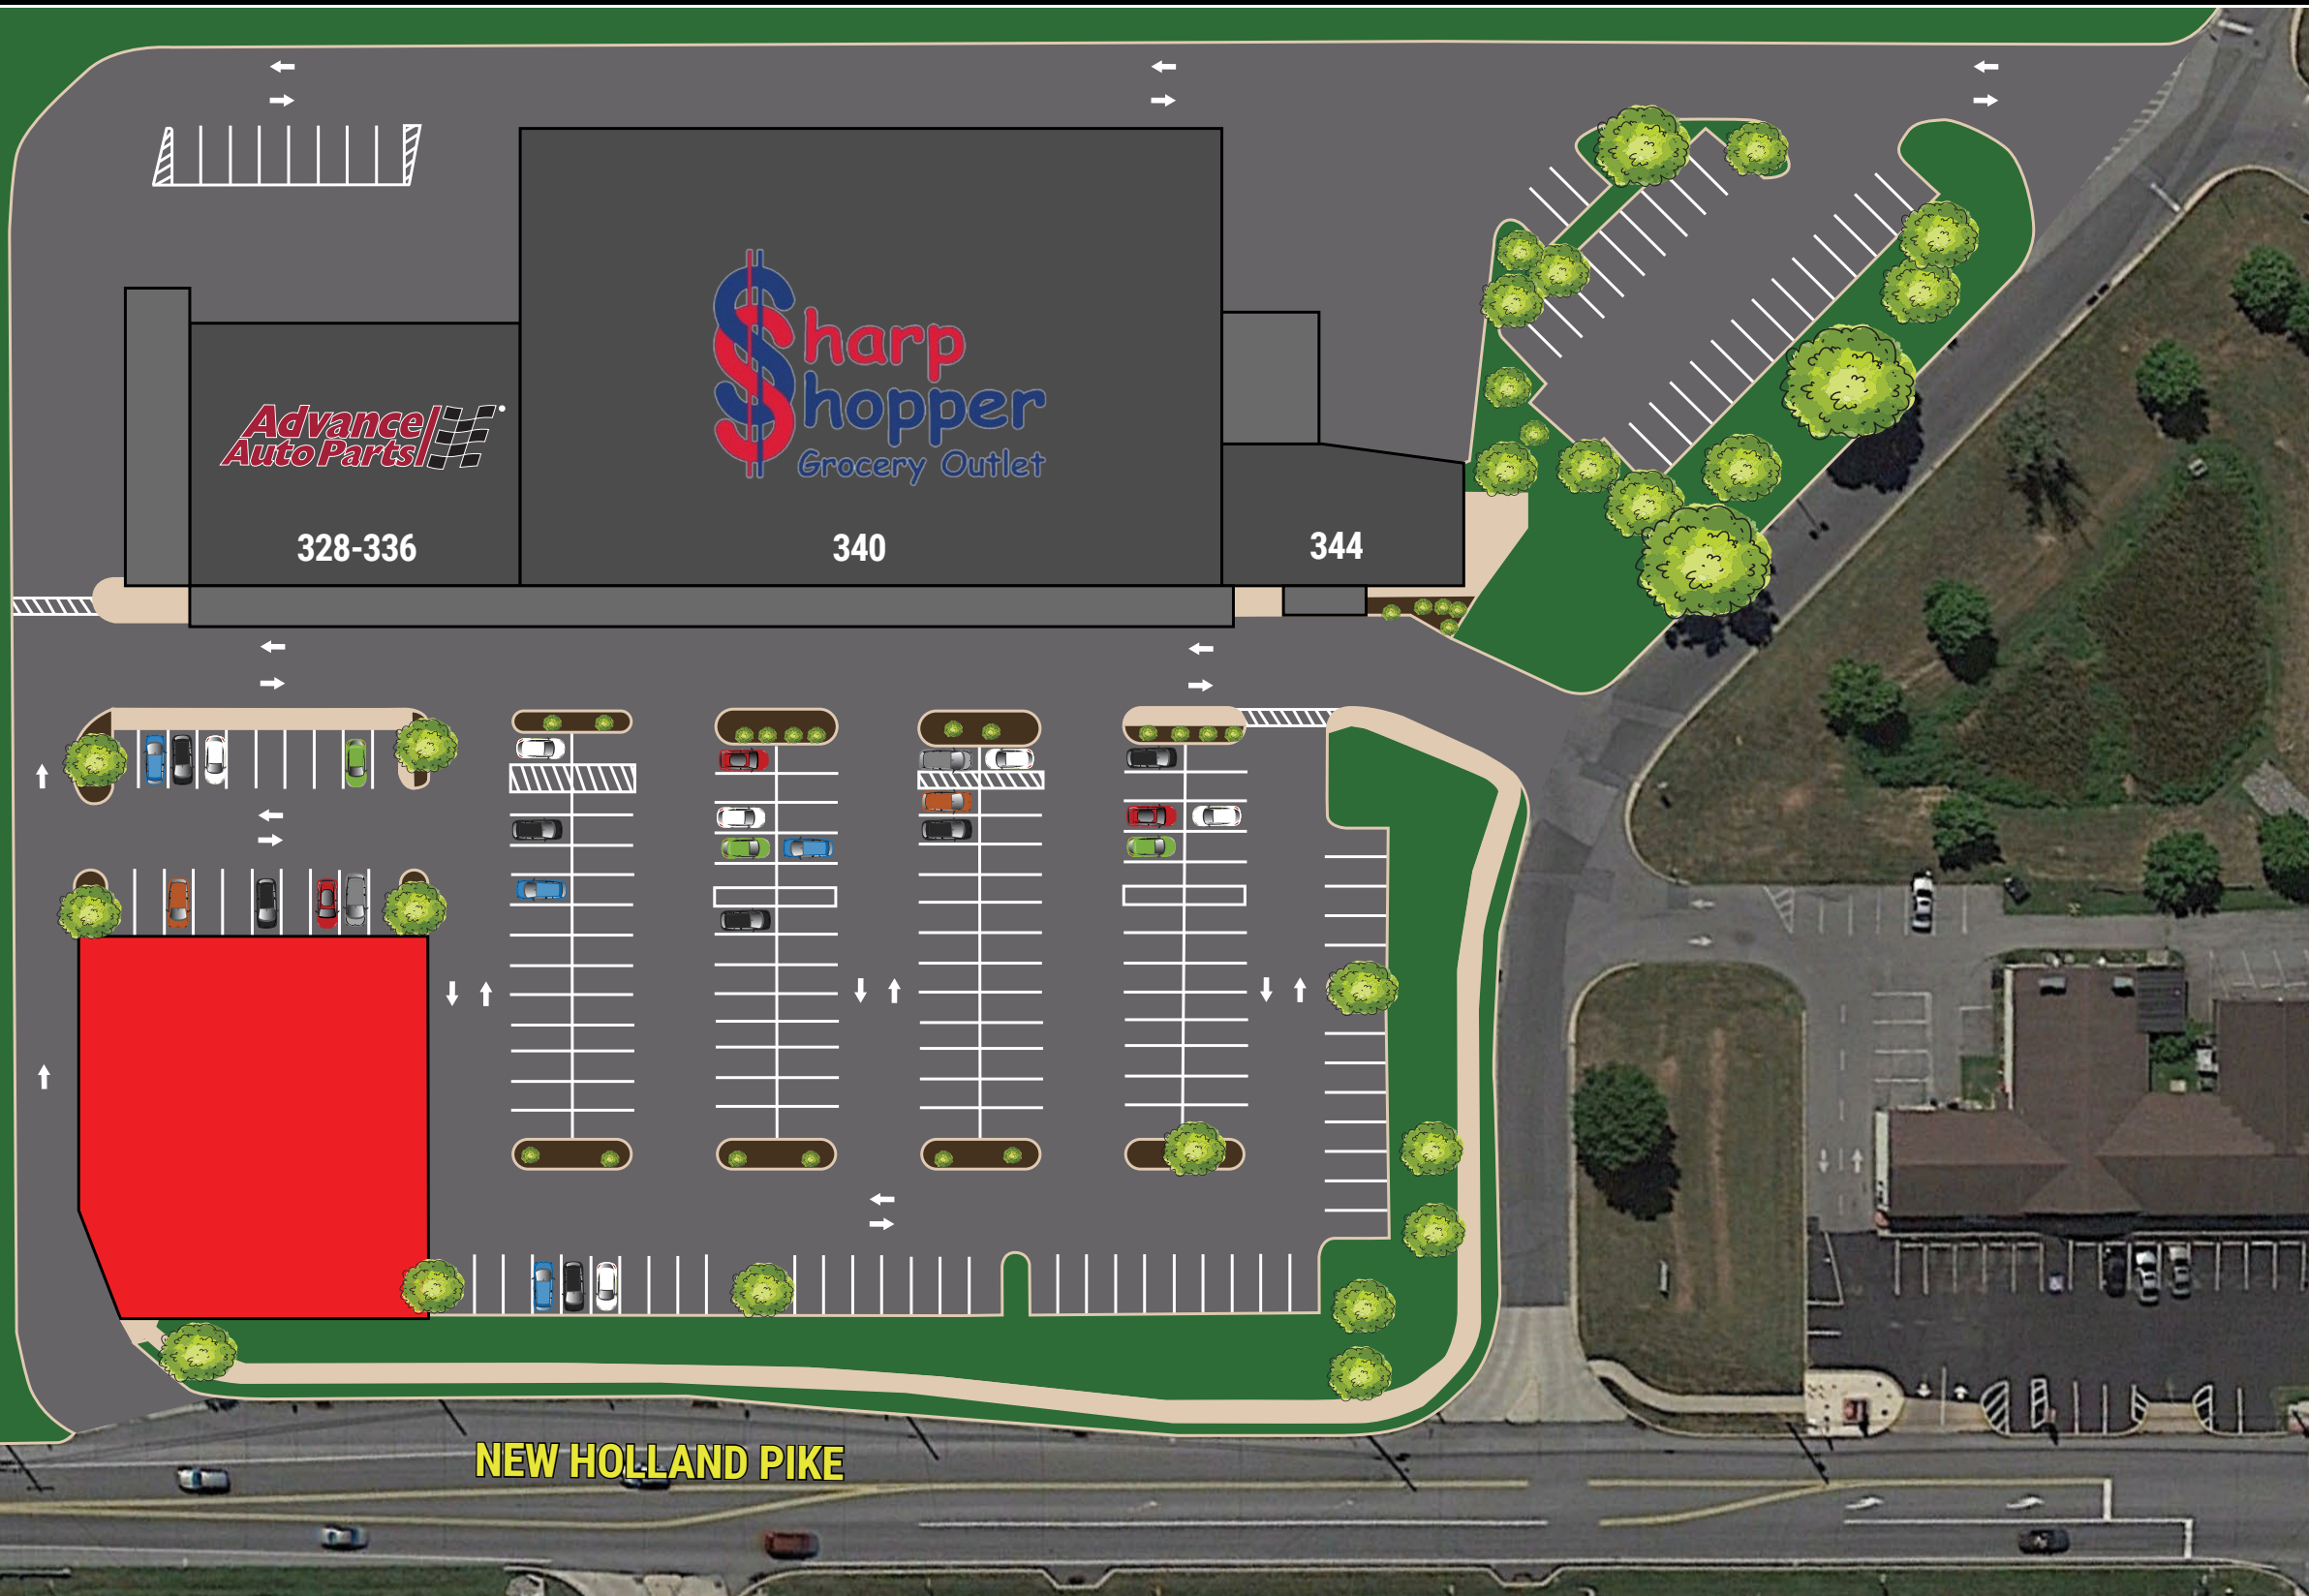 Advance
Auto Parts
328-336
Sharp
Shopper
Grocery Outlet
340
344
NEW HOLLAND PIKE